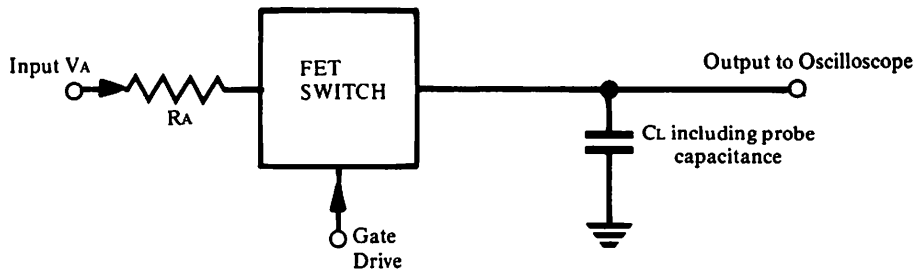 Input VA
RA
FET
SWITCH
Gate
Drive
Output to Oscilloscope
CL including probe
capacitance